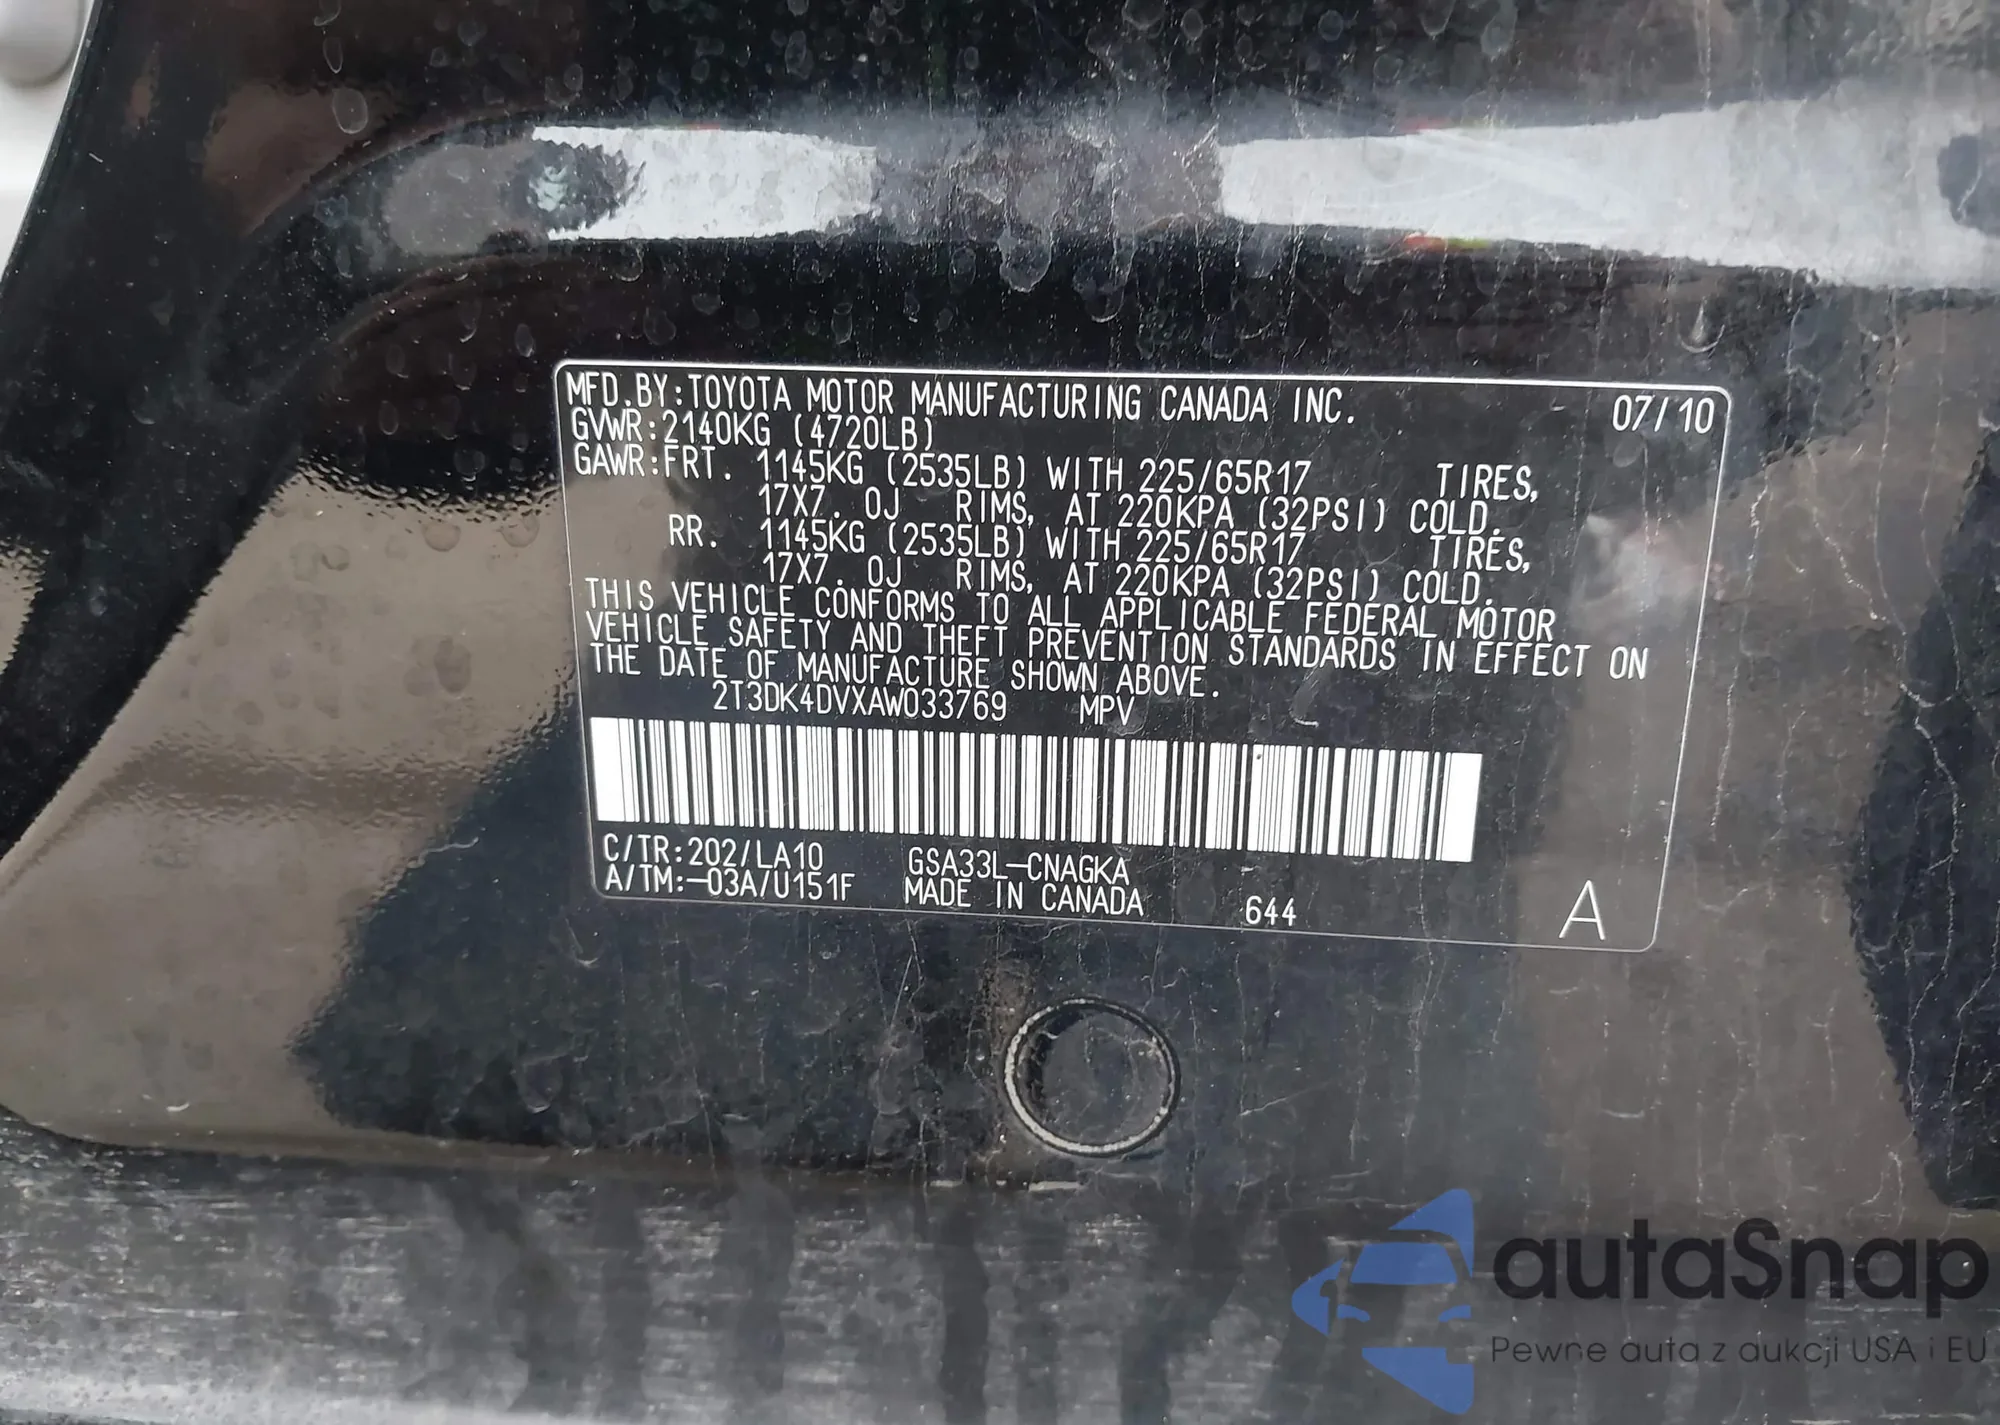 MFD.BY:TOYOTA MOTOR MANUFACTURING CANADA INC. 07/10
GVWR:2140KG (4720LB)
GAWR:FRT. 1145KG (2535LB) WITH 225/65R17 TIRES,
17X7.0J RIMS, AT 220KPA (32PSI) COLD.
RR. 1145KG (2535LB) WITH 225/65R17 TIRES,
17X7.0J RIMS, AT 220KPA (32PSI) COLD.
THIS VEHICLE CONFORMS TO ALL APPLICABLE FEDERAL MOTOR
VEHICLE SAFETY AND THEFT PREVENTION STANDARDS IN EFFECT ON
THE DATE OF MANUFACTURE SHOWN ABOVE.
2T3DK4DVXAW033769 MPV
C/TR:202/LA10 GSA33L-CNAGKA
A/TM:-03A/U151F MADE IN CANADA 644 A
autaSnap
Pewne auta z aukcji USA i EU